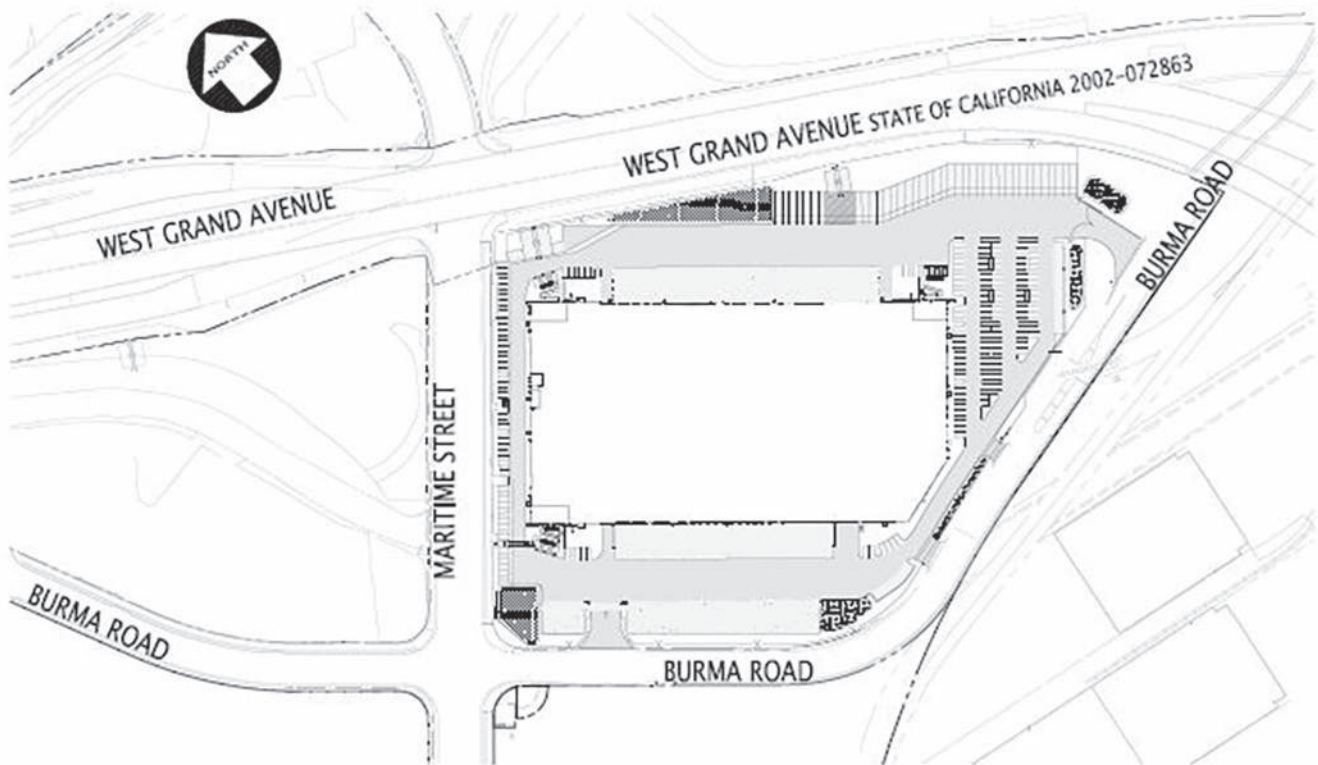 NORTH
WEST GRAND AVENUE STATE OF CALIFORNIA 2002-072863
WEST GRAND AVENUE
BURMA ROAD
MARITIME STREET
BURMA ROAD
BURMA ROAD